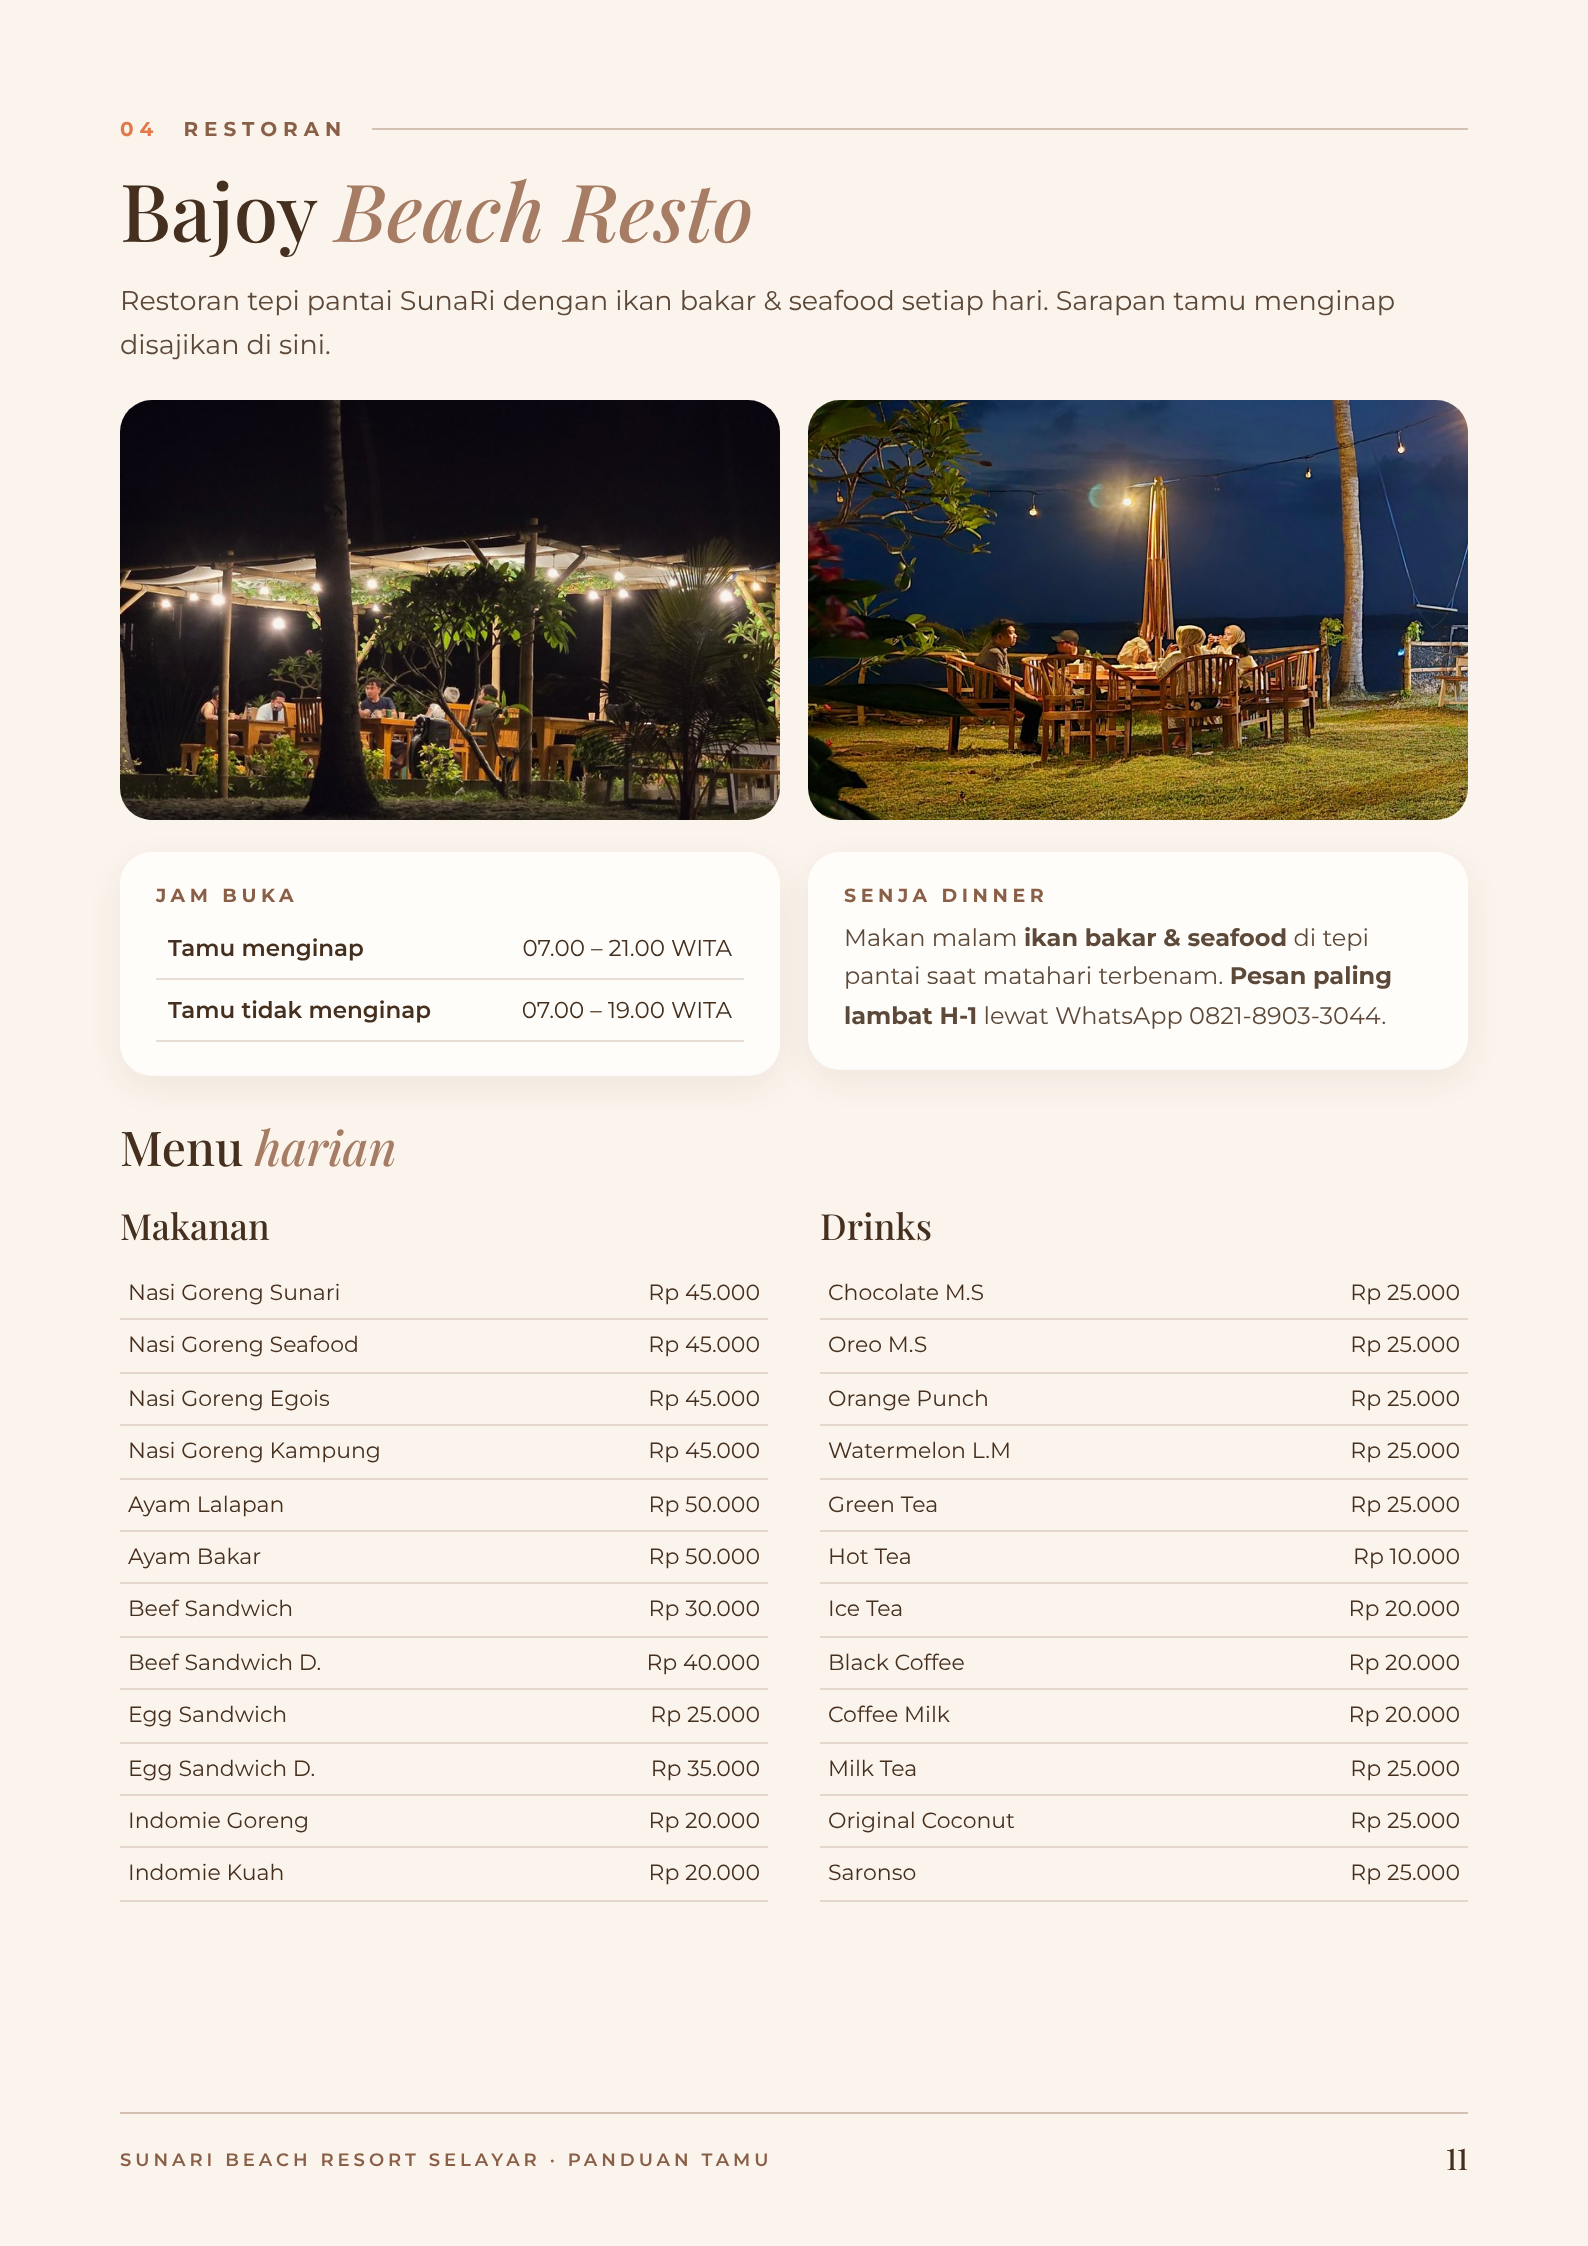 04 RESTORAN
Bajoy Beach Resto
Restoran tepi pantai SunaRi dengan ikan bakar & seafood setiap hari. Sarapan tamu menginap
disajikan di sini.
JAM BUKA
Tamu menginap 07.00 – 21.00 WITA
Tamu tidak menginap 07.00 – 19.00 WITA
SENJA DINNER
Makan malam ikan bakar & seafood di tepi
pantai saat matahari terbenam. Pesan paling
lambat H-1 lewat WhatsApp 0821-8903-3044.
Menu harian
Makanan
Nasi Goreng Sunari Rp 45.000
Nasi Goreng Seafood Rp 45.000
Nasi Goreng Egois Rp 45.000
Nasi Goreng Kampung Rp 45.000
Ayam Lalapan Rp 50.000
Ayam Bakar Rp 50.000
Beef Sandwich Rp 30.000
Beef Sandwich D. Rp 40.000
Egg Sandwich Rp 25.000
Egg Sandwich D. Rp 35.000
Indomie Goreng Rp 20.000
Indomie Kuah Rp 20.000
Drinks
Chocolate M.S Rp 25.000
Oreo M.S Rp 25.000
Orange Punch Rp 25.000
Watermelon L.M Rp 25.000
Green Tea Rp 25.000
Hot Tea Rp 10.000
Ice Tea Rp 20.000
Black Coffee Rp 20.000
Coffee Milk Rp 20.000
Milk Tea Rp 25.000
Original Coconut Rp 25.000
Saronso Rp 25.000
SUNARI BEACH RESORT SELAYAR · PANDUAN TAMU 11